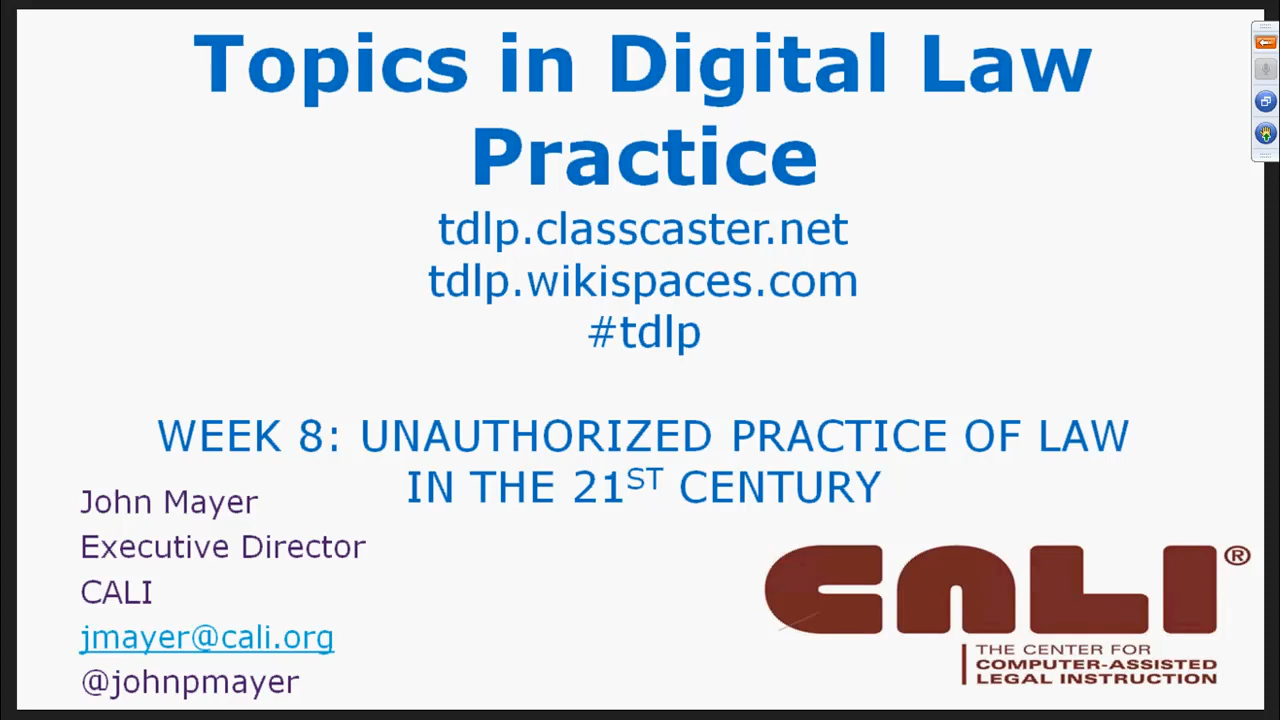 Topics in Digital Law
Practice
tdlp.classcaster.net
tdlp.wikispaces.com
#tdlp
WEEK 8: UNAUTHORIZED PRACTICE OF LAW
IN THE 21ST CENTURY
John Mayer
Executive Director
CALI
jmayer@cali.org
@johnpmayer
CALI®
THE CENTER FOR
COMPUTER-ASSISTED
LEGAL INSTRUCTION